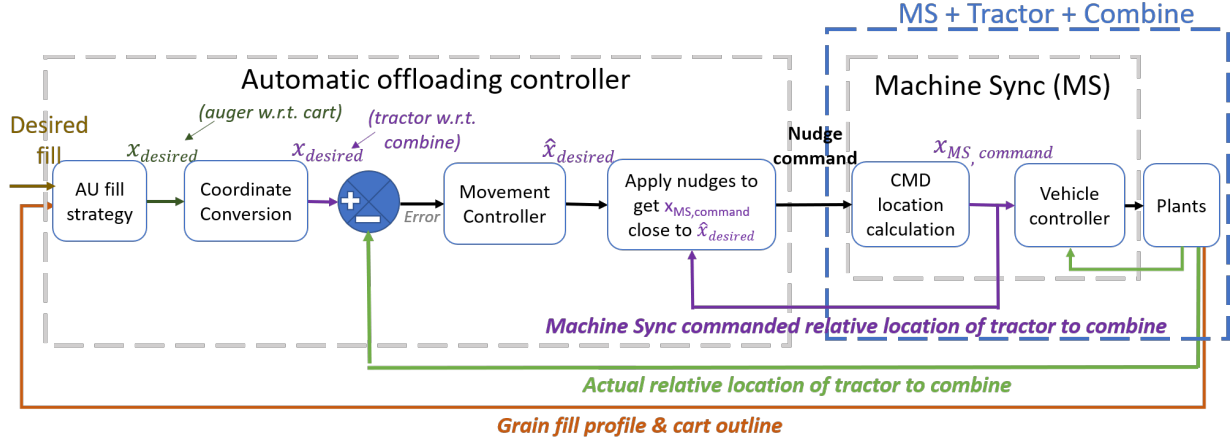 MS + Tractor + Combine
Automatic offloading controller
Machine Sync (MS)
Desired
fill
(auger w.r.t. cart)
x_desired
(tractor w.r.t.
combine)
x_desired
x̂_desired
Nudge
command
x_MS, command
AU fill
strategy
Coordinate
Conversion
+
−
Error
Movement
Controller
Apply nudges to
get x_MS,command
close to x̂_desired
CMD
location
calculation
Vehicle
controller
Plants
Machine Sync commanded relative location of tractor to combine
Actual relative location of tractor to combine
Grain fill profile & cart outline